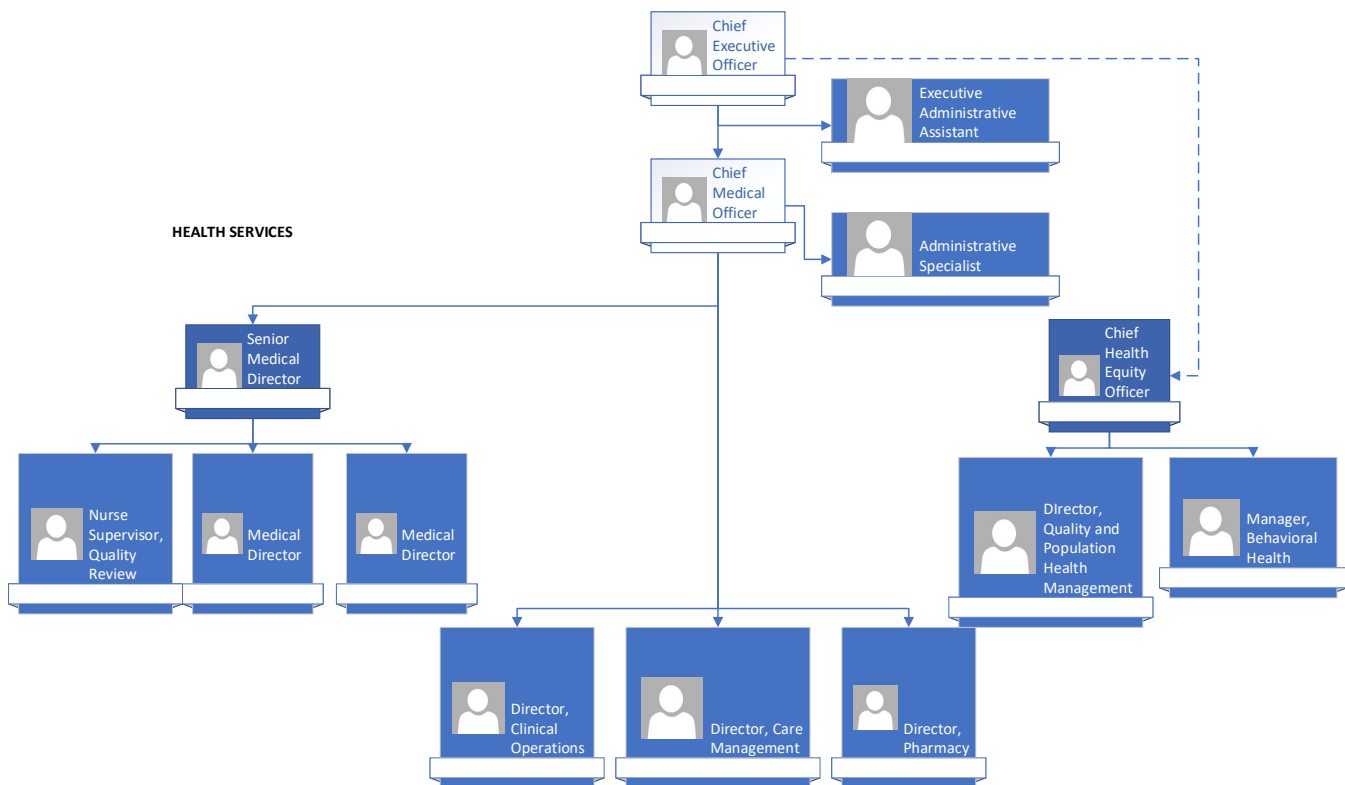 Chief
Executive
Officer
Executive
Administrative
Assistant
Chief
Medical
Officer
HEALTH SERVICES
Administrative
Specialist
Senior
Medical
Director
Chief
Health
Equity
Officer
Nurse
Supervisor,
Quality
Review
Medical
Director
Medical
Director
DIrector,
Quality and
Population
Health
Management
Manager,
Behavioral
Health
Director,
Clinical
Operations
Director, Care
Management
Director,
Pharmacy